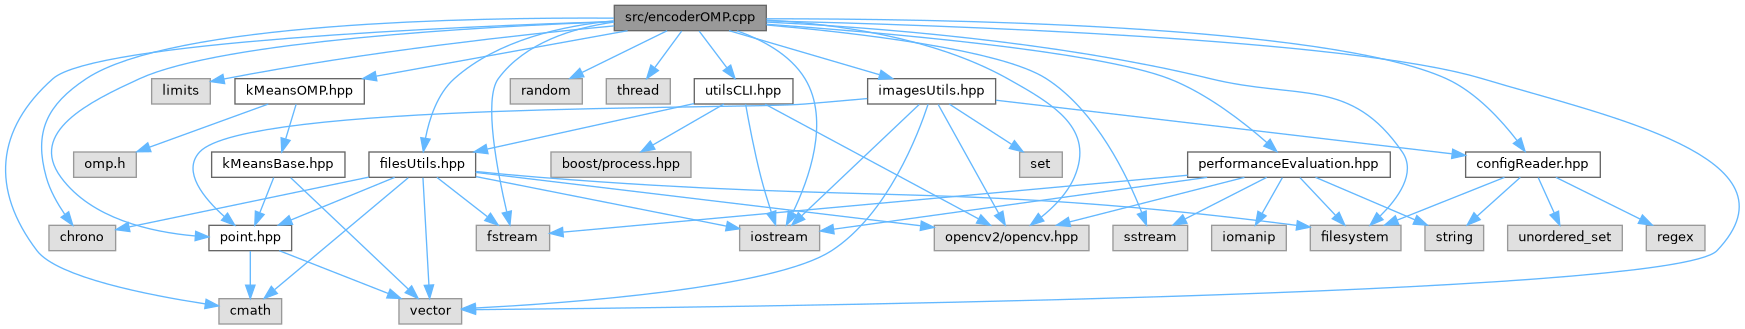 src/encoderOMP.cpp
limits
kMeansOMP.hpp
random
thread
utilsCLI.hpp
imagesUtils.hpp
omp.h
kMeansBase.hpp
filesUtils.hpp
boost/process.hpp
set
performanceEvaluation.hpp
configReader.hpp
chrono
point.hpp
fstream
iostream
opencv2/opencv.hpp
sstream
iomanip
filesystem
string
unordered_set
regex
cmath
vector